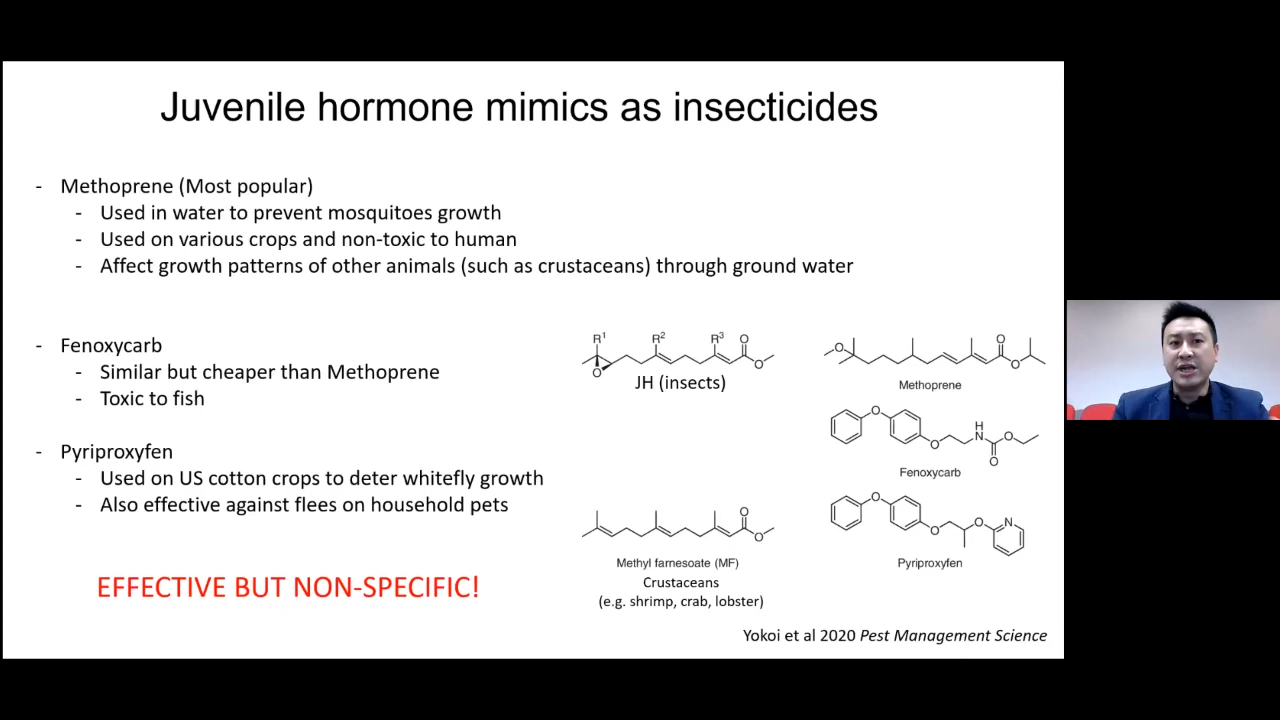 Juvenile hormone mimics as insecticides
- Methoprene (Most popular)
- Used in water to prevent mosquitoes growth
- Used on various crops and non-toxic to human
- Affect growth patterns of other animals (such as crustaceans) through ground water
- Fenoxycarb
- Similar but cheaper than Methoprene
- Toxic to fish
- Pyriproxyfen
- Used on US cotton crops to deter whitefly growth
- Also effective against flees on household pets
EFFECTIVE BUT NON-SPECIFIC!
R1 R2 R3 O
O
O
JH (insects)
O
O
O
Methoprene
O
H
N
O
O
O
Fenoxycarb
O
O
O
N
Pyriproxyfen
O
O
Methyl farnesoate (MF)
Crustaceans
(e.g. shrimp, crab, lobster)
Yokoi et al 2020 Pest Management Science